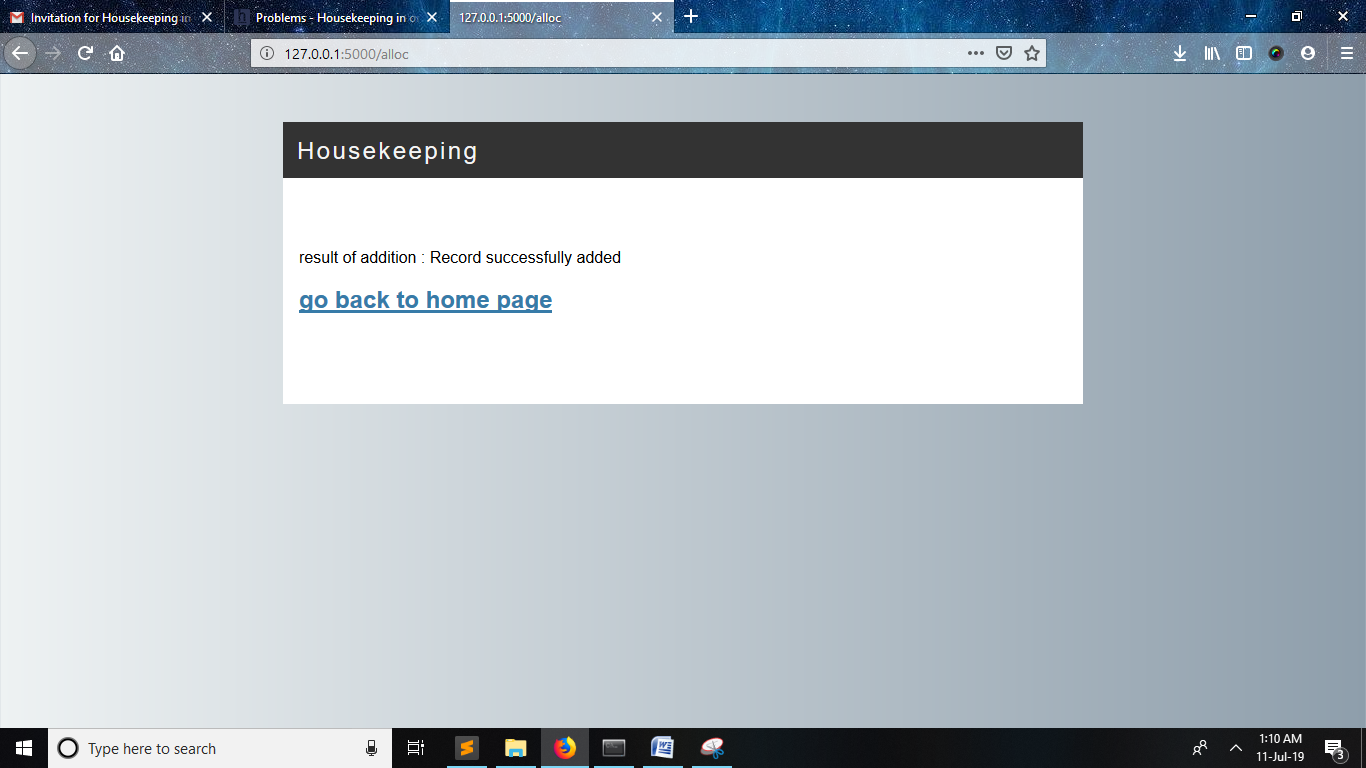 Invitation for Housekeeping in
Problems - Housekeeping in
127.0.0.1:5000/alloc
127.0.0.1:5000/alloc
Housekeeping
result of addition : Record successfully added
go back to home page
Type here to search
1:10 AM
11-Jul-19
3